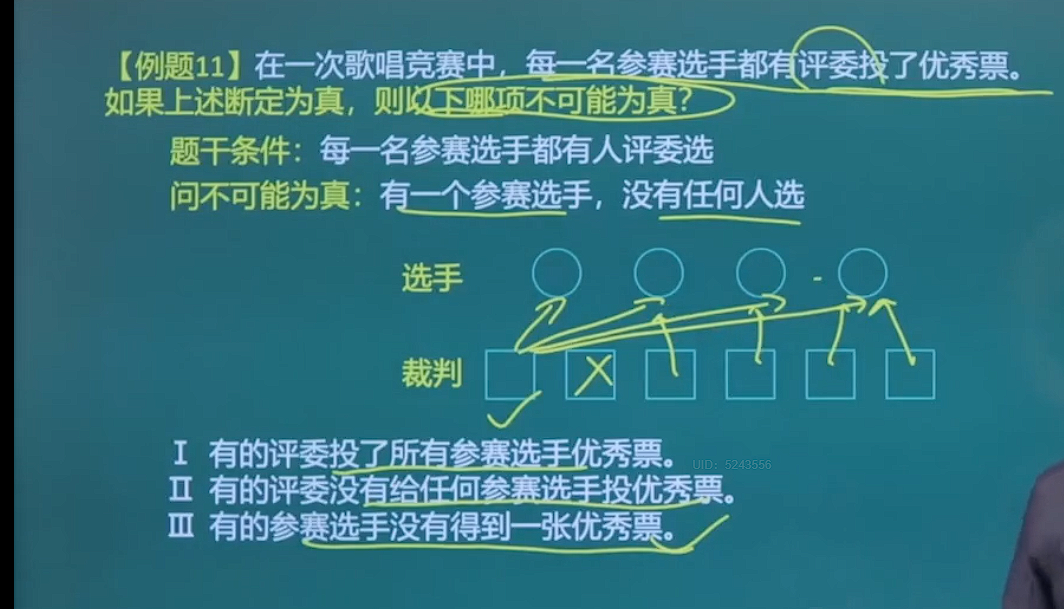 【例题11】在一次歌唱竞赛中，每一名参赛选手都有评委投了优秀票。
如果上述断定为真，则以下哪项不可能为真？
题干条件：每一名参赛选手都有人评委选
问不可能为真：有一个参赛选手，没有任何人选
选手
裁判
Ⅰ 有的评委投了所有参赛选手优秀票。
UID：5243556
Ⅱ 有的评委没有给任何参赛选手投优秀票。
Ⅲ 有的参赛选手没有得到一张优秀票。